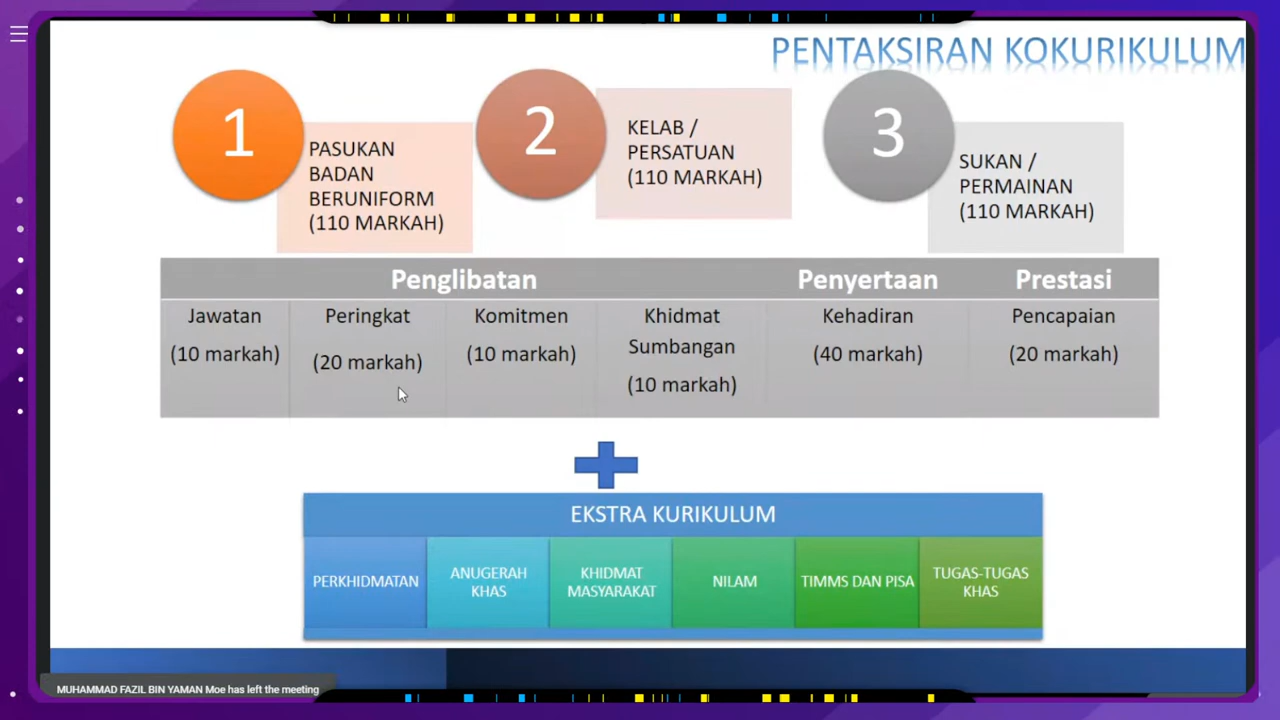 PENTAKSIRAN KOKURIKULUM
1
PASUKAN
BADAN
BERUNIFORM
(110 MARKAH)
2
KELAB /
PERSATUAN
(110 MARKAH)
3
SUKAN /
PERMAINAN
(110 MARKAH)
Penglibatan
Penyertaan
Prestasi
Jawatan
(10 markah)
Peringkat
(20 markah)
Komitmen
(10 markah)
Khidmat
Sumbangan
(10 markah)
Kehadiran
(40 markah)
Pencapaian
(20 markah)
EKSTRA KURIKULUM
PERKHIDMATAN
ANUGERAH
KHAS
KHIDMAT
MASYARAKAT
NILAM
TIMMS DAN PISA
TUGAS-TUGAS
KHAS
MUHAMMAD FAZIL BIN YAMAN Moe has left the meeting